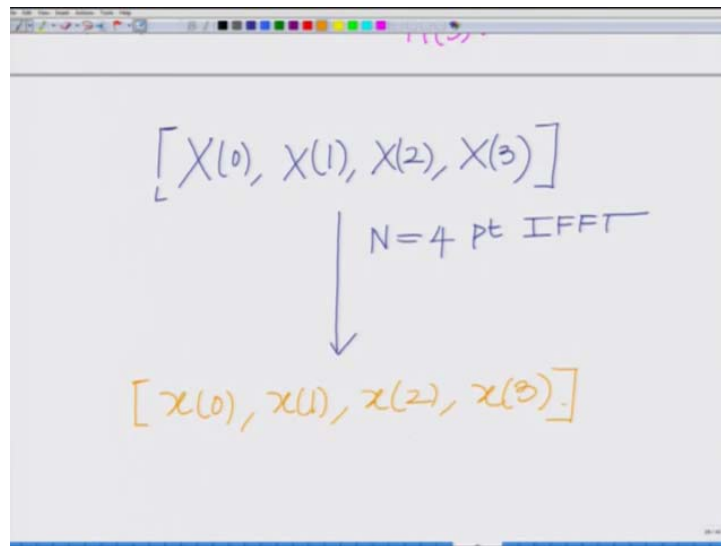 [X(0), X(1), X(2), X(3)]
N=4 pt IFFT
[x(0), x(1), x(2), x(3).]